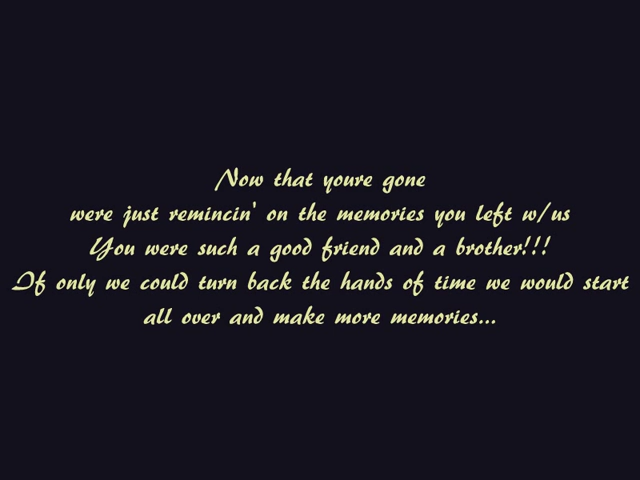 Now that youre gone
were just remincin' on the memories you left w/us
You were such a good friend and a brother!!!
If only we could turn back the hands of time we would start
all over and make more memories...